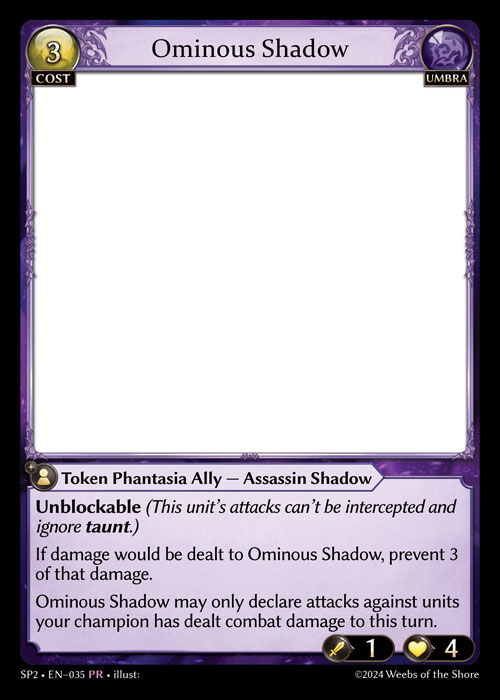 3
Ominous Shadow
COST
UMBRA
Token Phantasia Ally — Assassin Shadow
Unblockable (This unit's attacks can't be intercepted and
ignore taunt.)
If damage would be dealt to Ominous Shadow, prevent 3
of that damage.
Ominous Shadow may only declare attacks against units
your champion has dealt combat damage to this turn.
1
4
SP2 • EN–035 PR • illust:
©2024 Weebs of the Shore